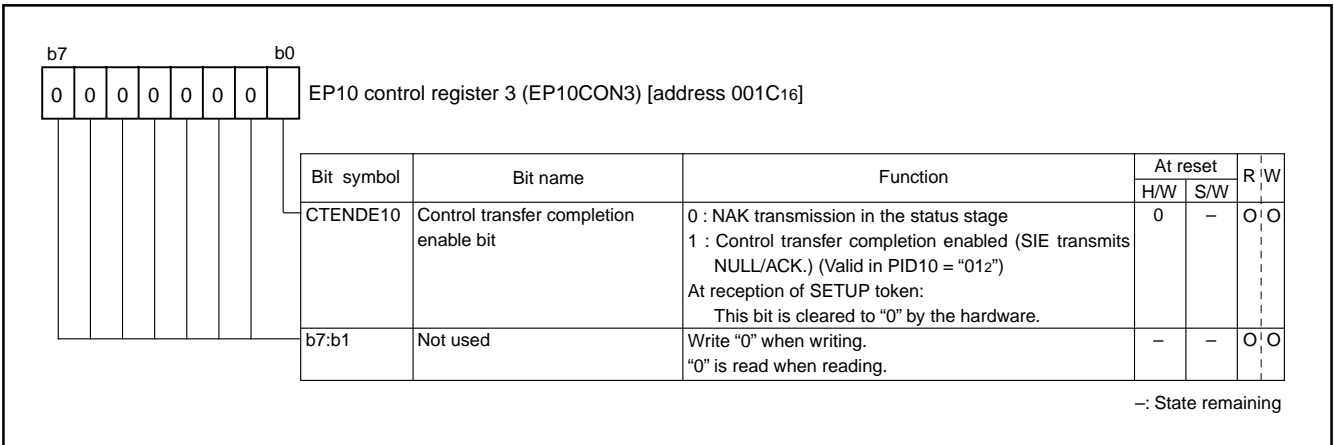 b7 b0
0 0 0 0 0 0 0 EP10 control register 3 (EP10CON3) [address 001C16]
Bit symbol Bit name Function At reset R W
H/W S/W
CTENDE10 Control transfer completion 0 : NAK transmission in the status stage 0 – O O
enable bit 1 : Control transfer completion enabled (SIE transmits
NULL/ACK.) (Valid in PID10 = “012”)
At reception of SETUP token:
This bit is cleared to “0” by the hardware.
b7:b1 Not used Write “0” when writing. – – O O
“0” is read when reading.
–: State remaining